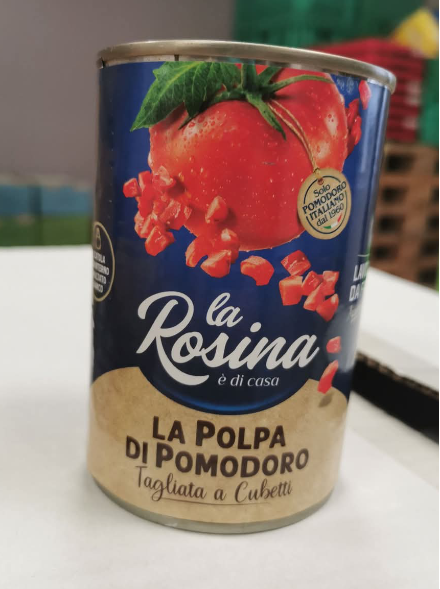 Solo
POMODORO
ITALIANO
dal 1960
la
Rosina
è di casa
LA POLPA
DI POMODORO
Tagliata a Cubetti